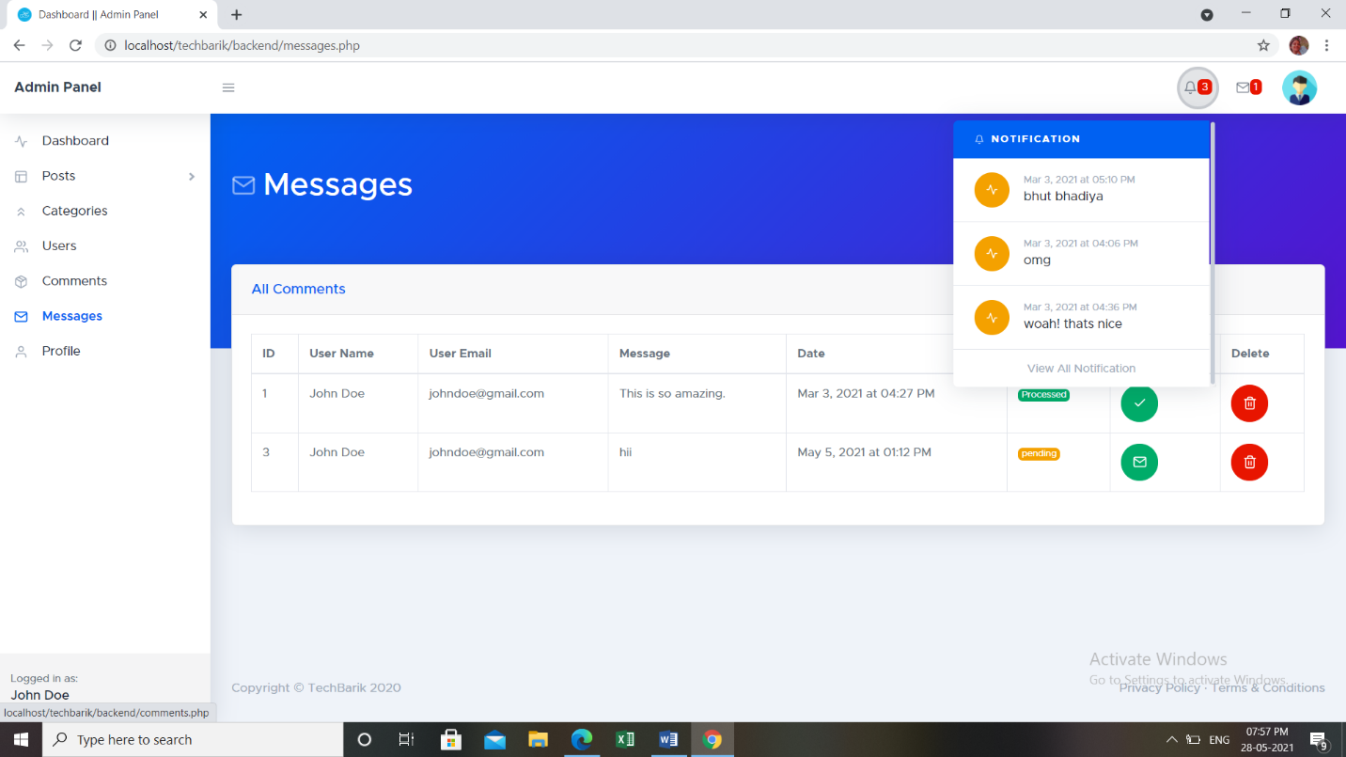 Dashboard || Admin Panel
localhost/techbarik/backend/messages.php
Admin Panel
3
1
Dashboard
Posts
Categories
Users
Comments
Messages
Profile
Logged in as:
John Doe
localhost/techbarik/backend/comments.php
Messages
NOTIFICATION
Mar 3, 2021 at 05:10 PM
bhut bhadiya
Mar 3, 2021 at 04:06 PM
omg
Mar 3, 2021 at 04:36 PM
woah! thats nice
View All Notification
All Comments
ID User Name User Email Message Date Delete
1 John Doe johndoe@gmail.com This is so amazing. Mar 3, 2021 at 04:27 PM Processed
3 John Doe johndoe@gmail.com hii May 5, 2021 at 01:12 PM pending
Activate Windows
Go to Settings to activate Windows.
Copyright © TechBarik 2020 Privacy Policy · Terms & Conditions
Type here to search
ENG
07:57 PM
28-05-2021
9